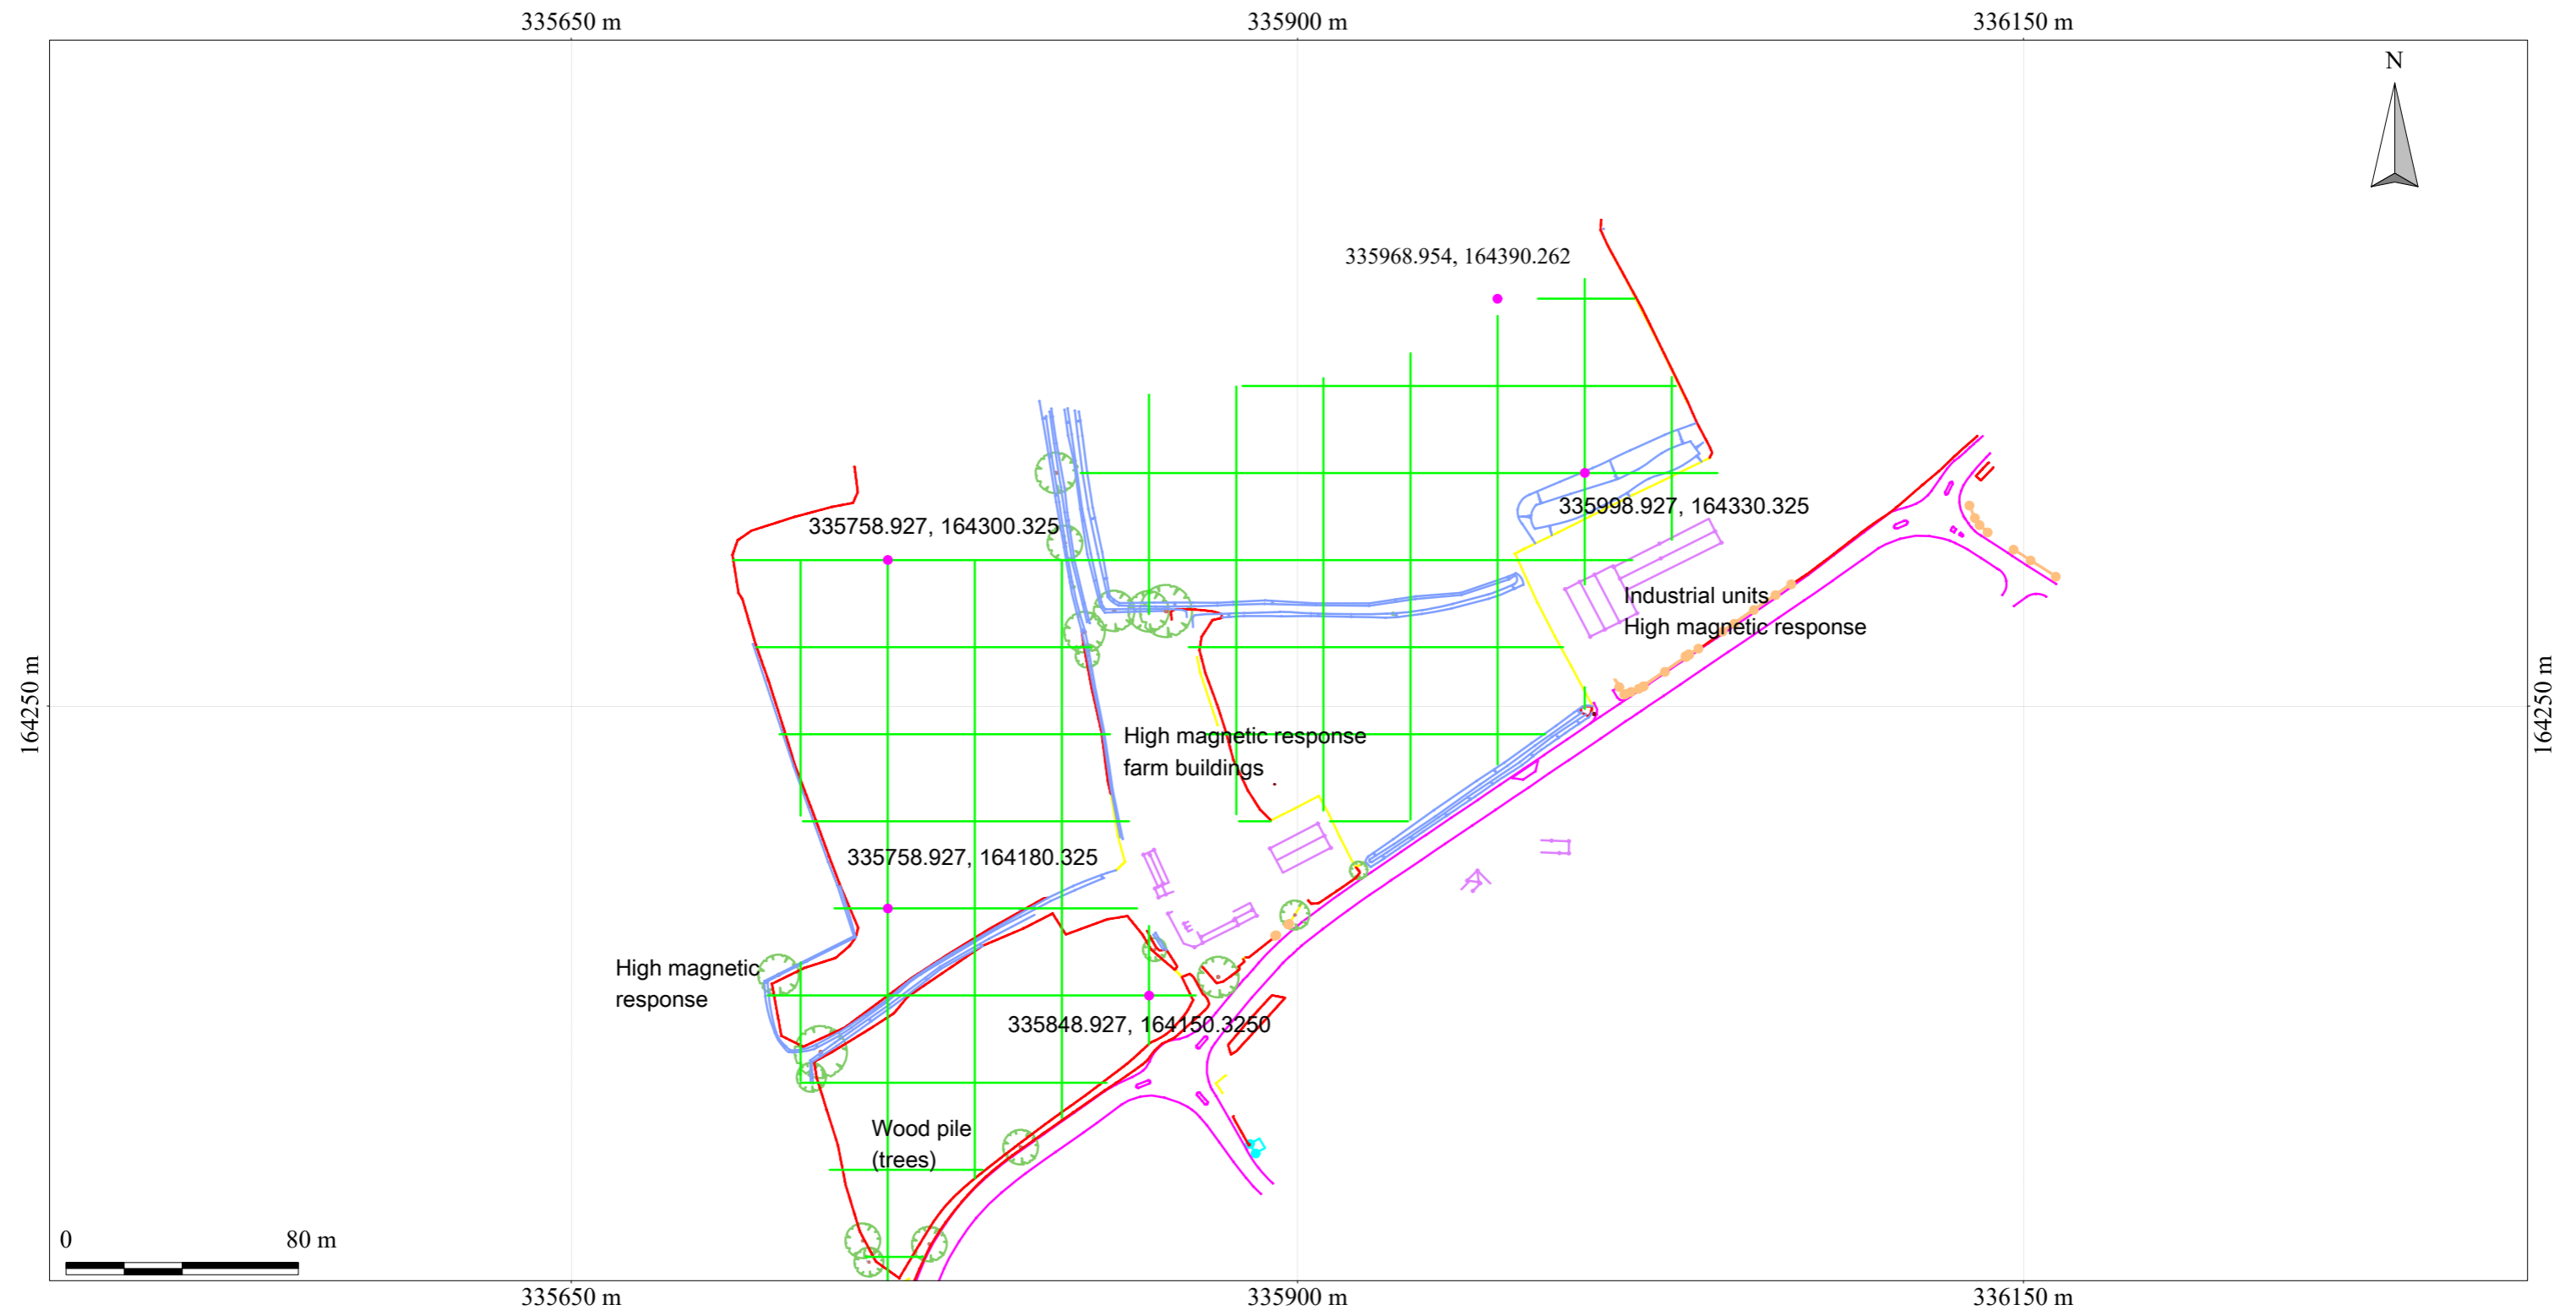 335650 m
335900 m
336150 m
N
335968.954, 164390.262
335998.927, 164330.325
335758.927, 164300.325
Industrial units
High magnetic response
164250 m
164250 m
High magnetic response
farm buildings
335758.927, 164180.325
High magnetic
response
335848.927, 164150.3250
Wood pile
(trees)
0
80 m
335650 m
335900 m
336150 m